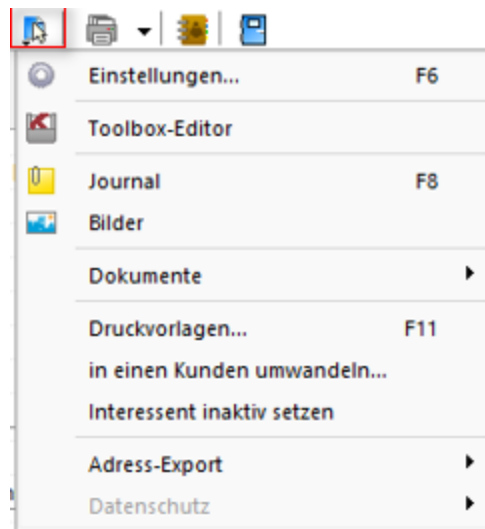 Einstellungen... F6
Toolbox-Editor
Journal F8
Bilder
Dokumente
Druckvorlagen... F11
in einen Kunden umwandeln...
Interessent inaktiv setzen
Adress-Export
Datenschutz